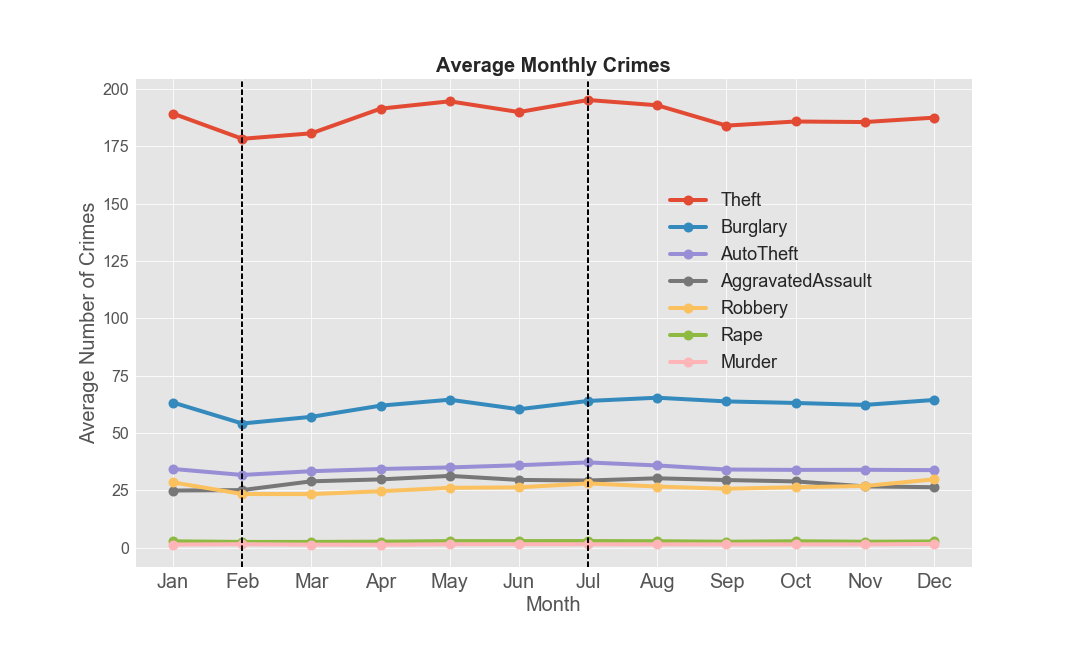 Average Monthly Crimes
200
175
150
125
100
75
50
25
0
Average Number of Crimes
Theft
Burglary
AutoTheft
AggravatedAssault
Robbery
Rape
Murder
Jan Feb Mar Apr May Jun Jul Aug Sep Oct Nov Dec
Month